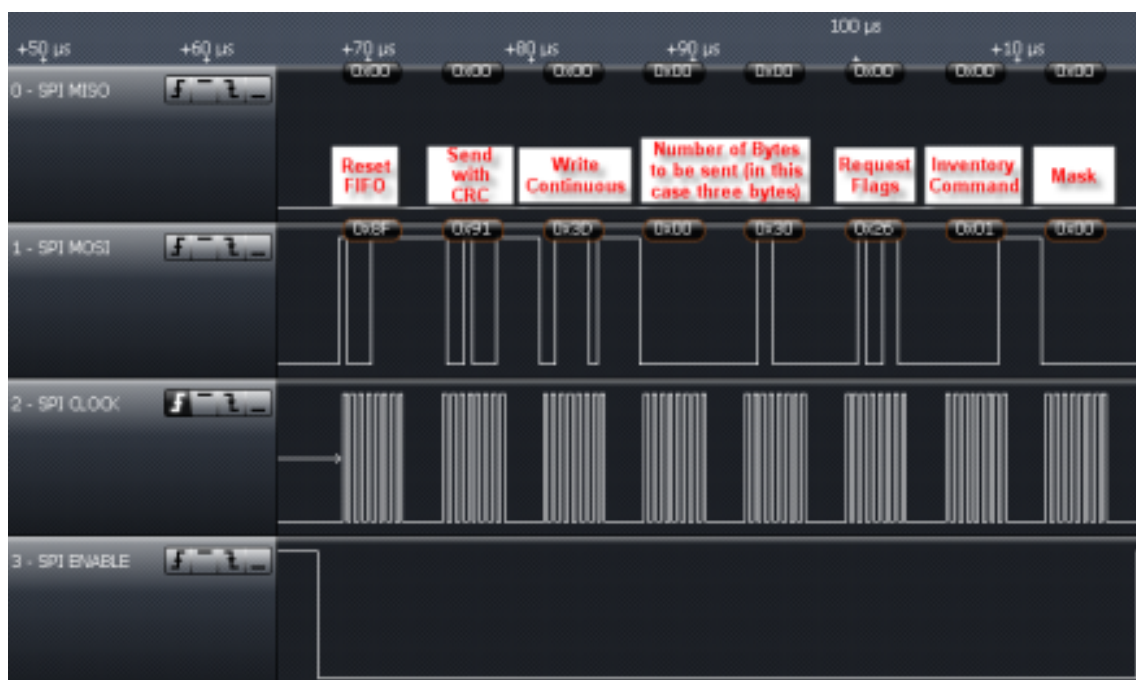 100 µs
+50 µs +60 µs +70 µs +80 µs +90 µs +10 µs
0x00 0x00 0x00 0x00 0x00 0x00 0x00 0x00
0 - SPI MISO
Reset
FIFO
Send
with
CRC
Write
Continuous
Number of Bytes
to be sent (in this
case three bytes)
Request
Flags
Inventory
Command
Mask
0x8F 0x91 0x3D 0x00 0x30 0x26 0x01 0x00
1 - SPI MOSI
2 - SPI CLOCK
3 - SPI ENABLE